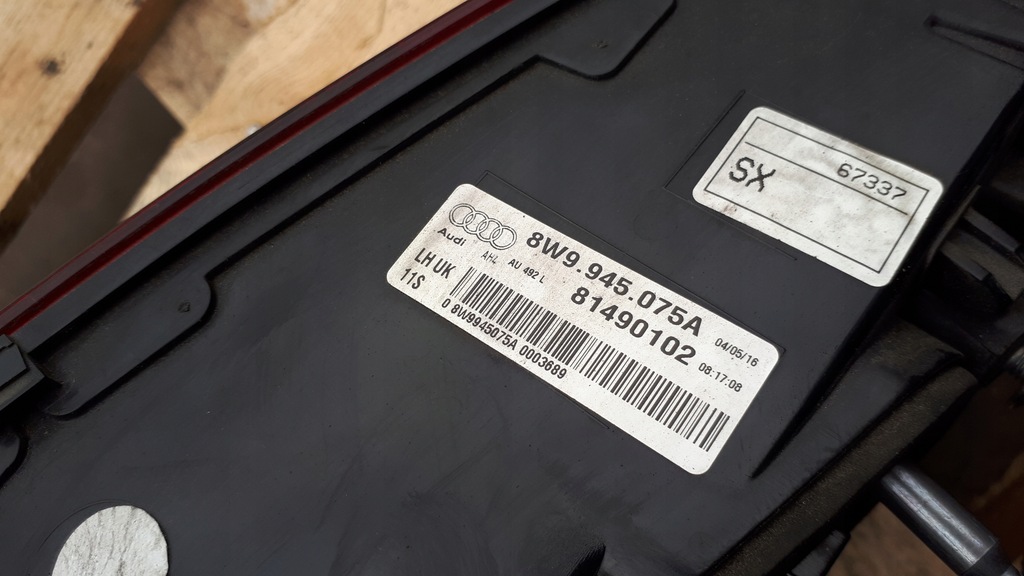 8W9.945.075A
Audi AHL AU 492 L 81490102 04/05/16
LH UK 08:17:08
11S
0 8W9945075A 0003689
67337
SX